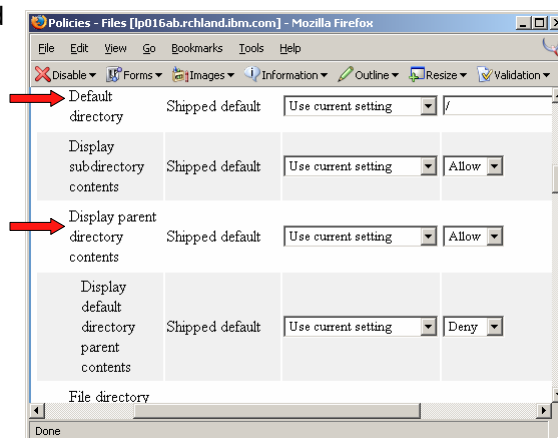 d
Policies - Files [lp016ab.rchland.ibm.com] - Mozilla Firefox
File Edit View Go Bookmarks Tools Help
Disable Forms Images Information Outline Resize Validation
Default directory Shipped default Use current setting /
Display subdirectory contents Shipped default Use current setting Allow
Display parent directory contents Shipped default Use current setting Allow
Display default directory parent contents Shipped default Use current setting Deny
File directory
Done